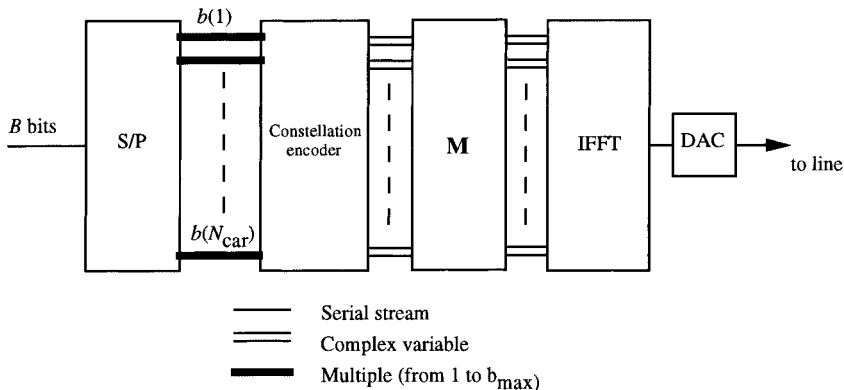 b(1)
B bits
S/P
Constellation
encoder
M
IFFT
DAC
to line
b(N_car)
Serial stream
Complex variable
Multiple (from 1 to b_max)